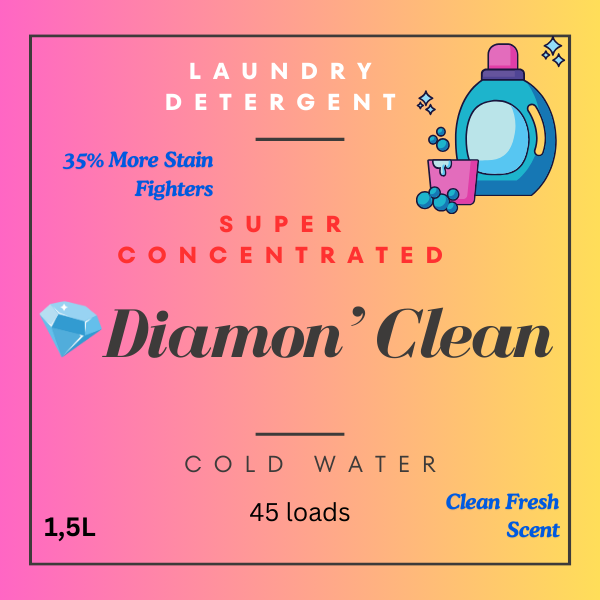 LAUNDRY
DETERGENT
35% More Stain
Fighters
SUPER
CONCENTRATED
Diamon' Clean
COLD WATER
45 loads
Clean Fresh
Scent
1,5L